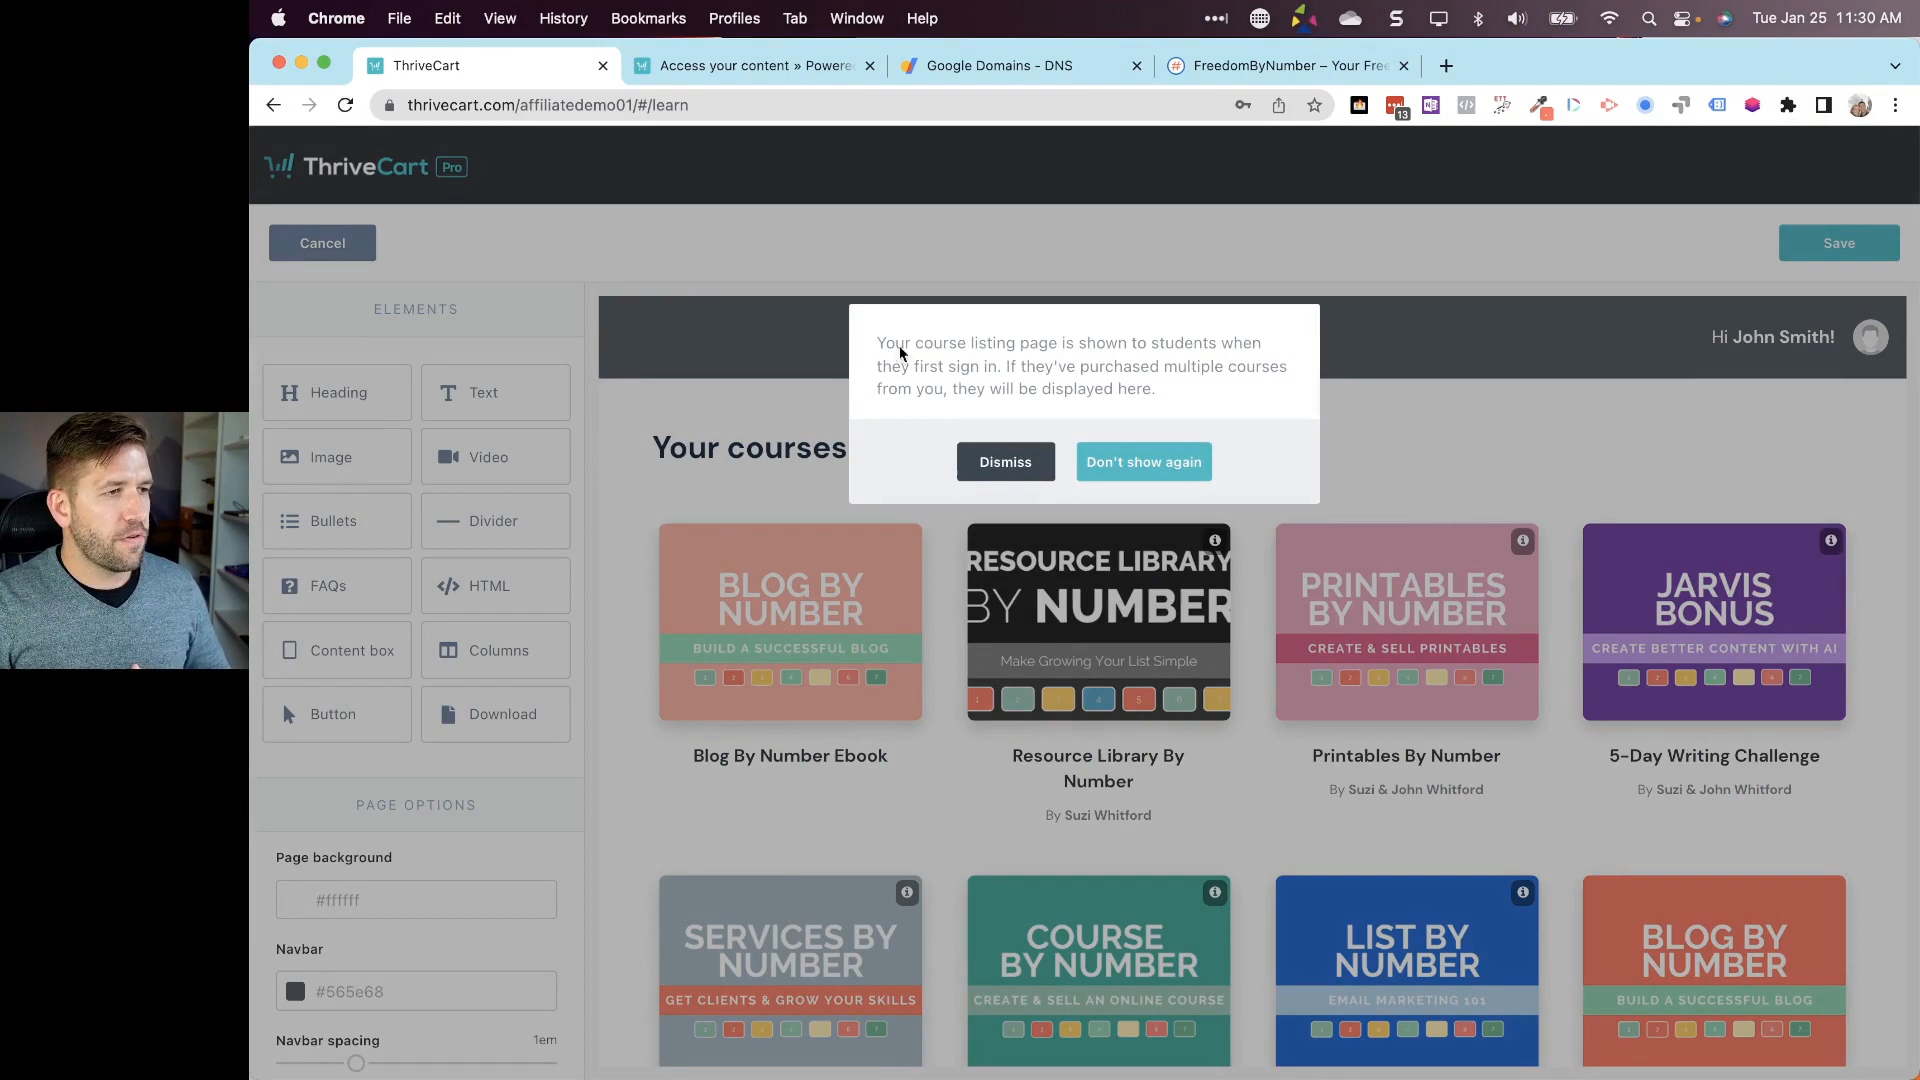 Chrome File Edit View History Bookmarks Profiles Tab Window Help Tue Jan 25 11:30 AM
ThriveCart Access your content » Powere Google Domains - DNS FreedomByNumber – Your Free
thrivecart.com/affiliatedemo01/#/learn ETT 13
ThriveCart Pro
Cancel Save
ELEMENTS
Hi John Smith!
Your course listing page is shown to students when
they first sign in. If they've purchased multiple courses
from you, they will be displayed here.
Dismiss Don't show again
Heading Text
Image Video
Bullets Divider
FAQs HTML
Content box Columns
Button Download
PAGE OPTIONS
Page background
#ffffff
Navbar
#565e68
Navbar spacing 1em
Your courses
BLOG BY
NUMBER
BUILD A SUCCESSFUL BLOG
Blog By Number Ebook
RESOURCE LIBRARY
BY NUMBER
Make Growing Your List Simple
Resource Library By
Number
By Suzi Whitford
PRINTABLES
BY NUMBER
CREATE & SELL PRINTABLES
Printables By Number
By Suzi & John Whitford
JARVIS
BONUS
CREATE BETTER CONTENT WITH AI
5-Day Writing Challenge
By Suzi & John Whitford
SERVICES BY
NUMBER
GET CLIENTS & GROW YOUR SKILLS
COURSE
BY NUMBER
CREATE & SELL AN ONLINE COURSE
LIST BY
NUMBER
EMAIL MARKETING 101
BLOG BY
NUMBER
BUILD A SUCCESSFUL BLOG